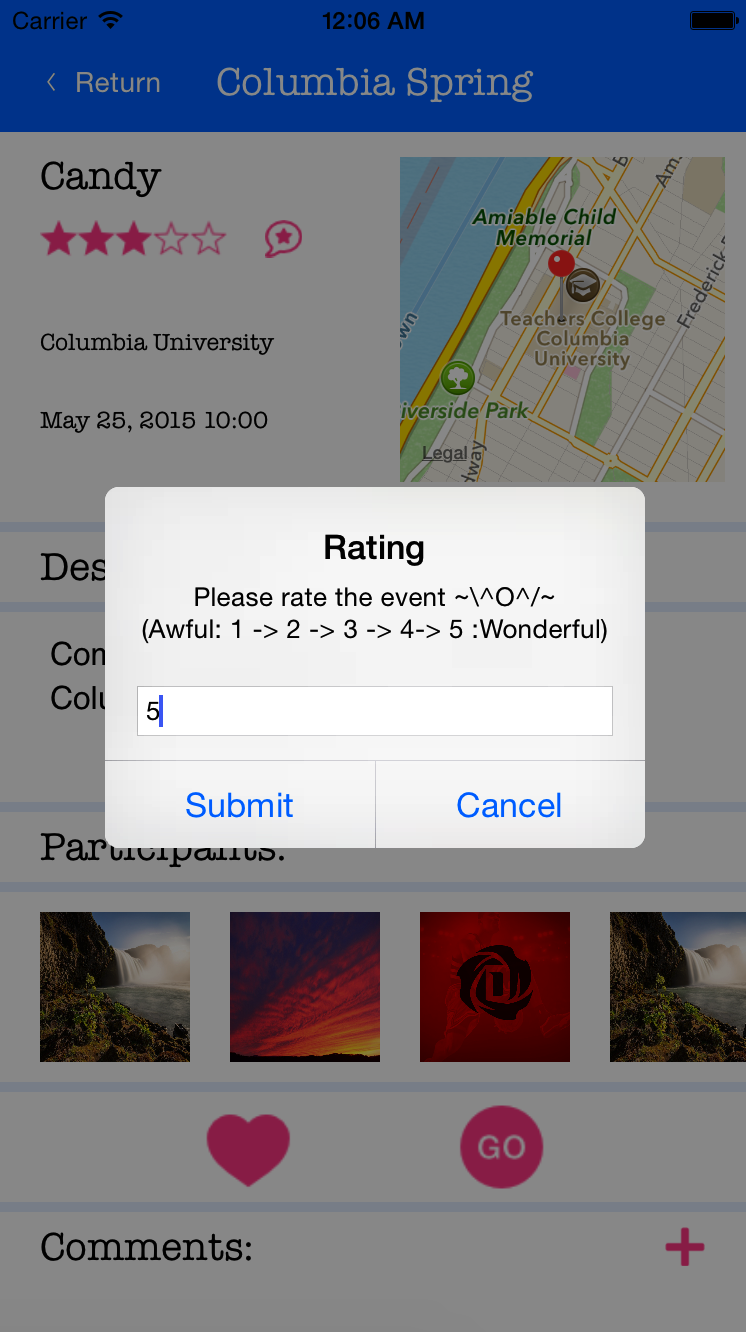 Carrier 12:06 AM
Return Columbia Spring
Candy
Amiable Child
Memorial
Teachers College
Columbia
University
Frederick
iverside Park
Legal
Columbia University
May 25, 2015 10:00
Rating
Please rate the event ~\^O^/~
(Awful: 1 -> 2 -> 3 -> 4-> 5 :Wonderful)
5
Submit Cancel
Participants:
GO
Comments: